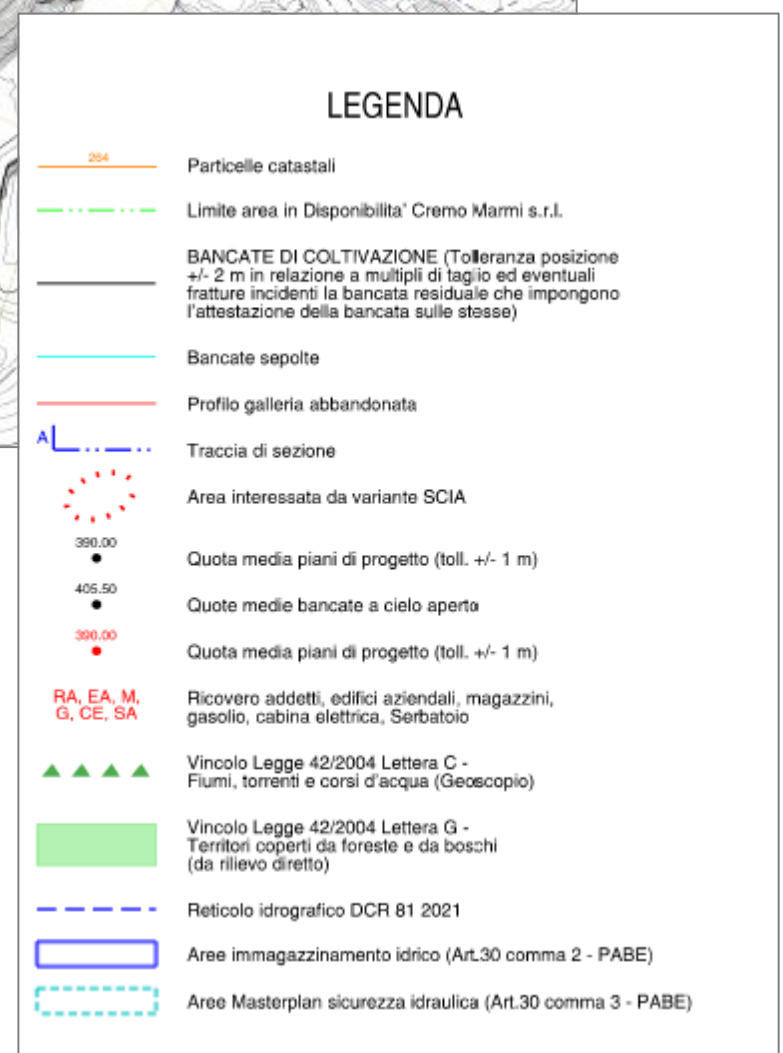 LEGENDA
264
Particelle catastali
Limite area in Disponibilita' Cremo Marmi s.r.l.
BANCATE DI COLTIVAZIONE (Tolleranza posizione
+/- 2 m in relazione a multipli di taglio ed eventuali
fratture incidenti la bancata residuale che impongono
l'attestazione della bancata sulle stesse)
Bancate sepolte
Profilo galleria abbandonata
A
Traccia di sezione
Area interessata da variante SCIA
390.00
Quota media piani di progetto (toll. +/- 1 m)
405.50
Quote medie bancate a cielo aperto
390.00
Quota media piani di progetto (toll. +/- 1 m)
RA, EA, M,
G, CE, SA
Ricovero addetti, edifici aziendali, magazzini,
gasolio, cabina elettrica, Serbatoio
Vincolo Legge 42/2004 Lettera C -
Fiumi, torrenti e corsi d'acqua (Geoscopio)
Vincolo Legge 42/2004 Lettera G -
Territori coperti da foreste e da boschi
(da rilievo diretto)
Reticolo idrografico DCR 81 2021
Aree immagazzinamento idrico (Art.30 comma 2 - PABE)
Aree Masterplan sicurezza idraulica (Art.30 comma 3 - PABE)